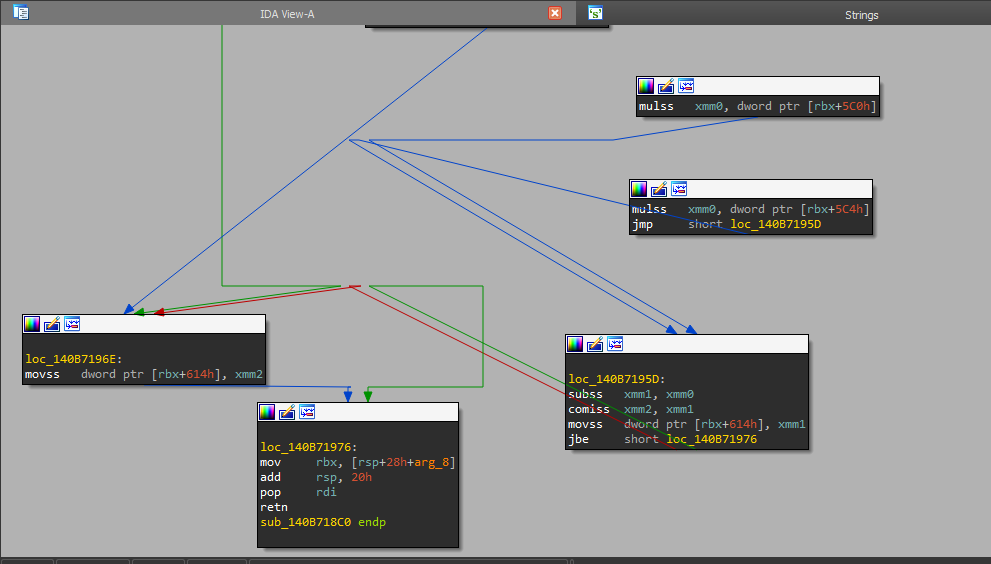 IDA View-A
Strings
mulss xmm0, dword ptr [rbx+5C0h]
mulss xmm0, dword ptr [rbx+5C4h]
jmp short loc_140B7195D
loc_140B7196E:
movss dword ptr [rbx+614h], xmm2
loc_140B7195D:
subss xmm1, xmm0
comiss xmm2, xmm1
movss dword ptr [rbx+614h], xmm1
jbe short loc_140B71976
loc_140B71976:
mov rbx, [rsp+28h+arg_8]
add rsp, 20h
pop rdi
retn
sub_140B718C0 endp